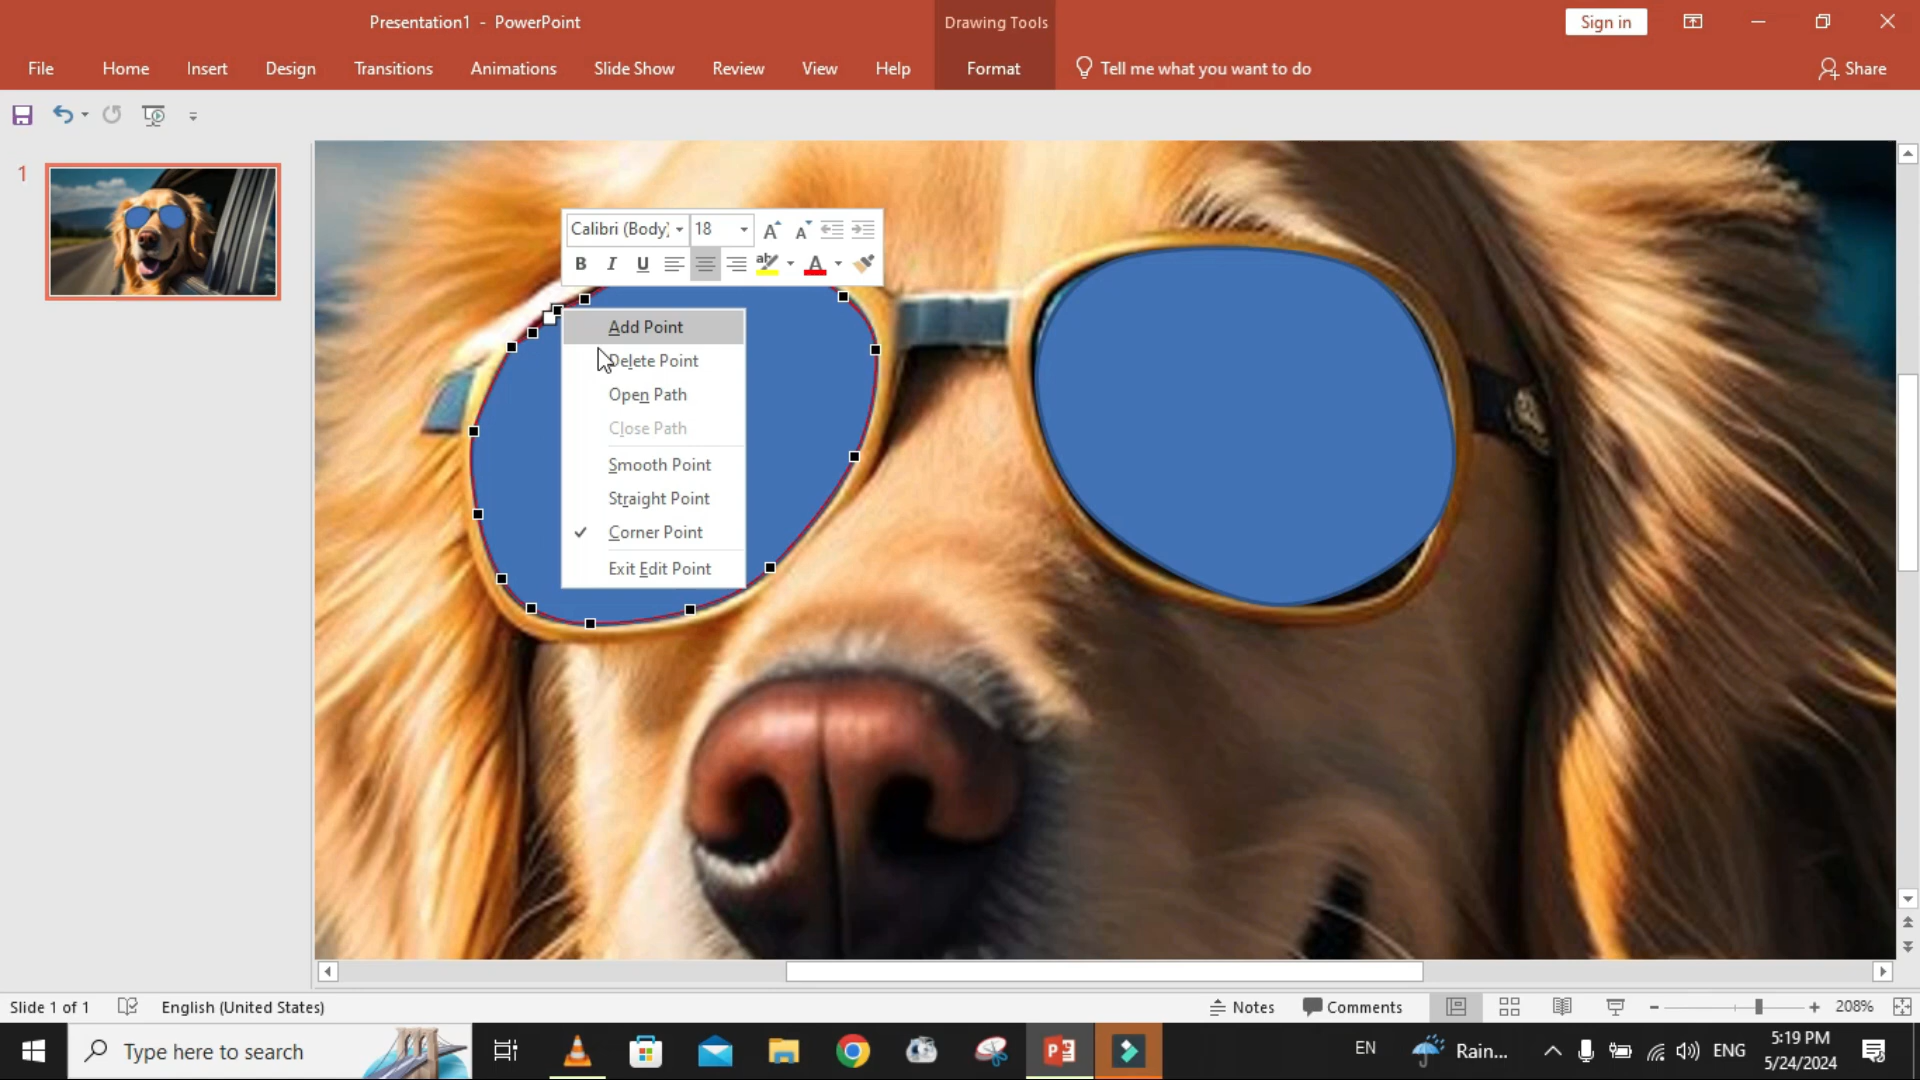 Presentation1 - PowerPoint
Drawing Tools
Sign in
File Home Insert Design Transitions Animations Slide Show Review View Help Format Tell me what you want to do Share
1
Calibri (Body) 18
B I U A
Add Point
Delete Point
Open Path
Close Path
Smooth Point
Straight Point
Corner Point
Exit Edit Point
Slide 1 of 1 English (United States) Notes Comments 208%
Type here to search EN Rain... ENG
5:19 PM
5/24/2024